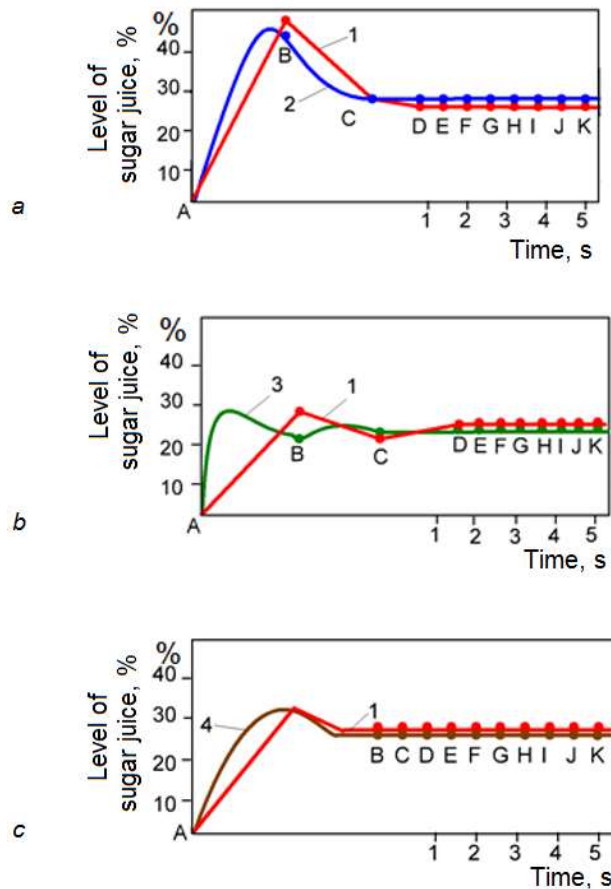 %
40
30
20
10
Level of
sugar juice, %
A
B
C
D E F G H I J K
1
2
1 2 3 4 5
Time, s
a
%
40
30
20
10
Level of
sugar juice, %
A
3
1
B
C
D E F G H I J K
1 2 3 4 5
Time, s
b
%
40
30
20
10
Level of
sugar juice, %
A
4
1
B C D E F G H I J K
1 2 3 4 5
Time, s
c